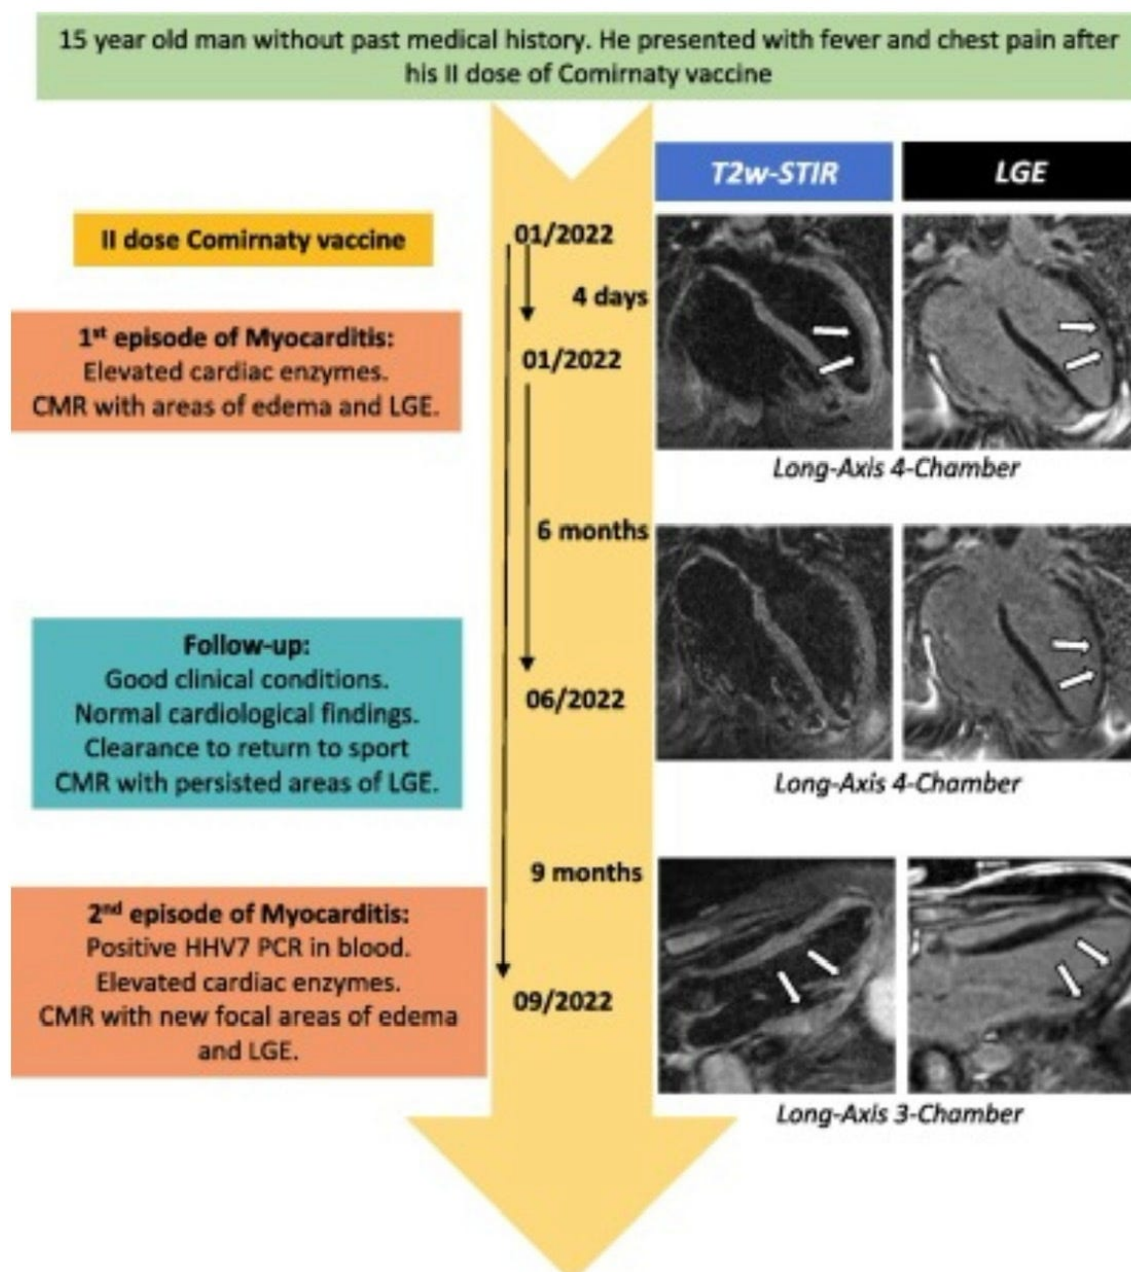 15 year old man without past medical history. He presented with fever and chest pain after
his II dose of Comirnaty vaccine
T2w-STIR
LGE
II dose Comirnaty vaccine
01/2022
4 days
1st episode of Myocarditis:
Elevated cardiac enzymes.
CMR with areas of edema and LGE.
01/2022
Long-Axis 4-Chamber
6 months
Follow-up:
Good clinical conditions.
Normal cardiological findings.
Clearance to return to sport
CMR with persisted areas of LGE.
06/2022
Long-Axis 4-Chamber
9 months
2nd episode of Myocarditis:
Positive HHV7 PCR in blood.
Elevated cardiac enzymes.
CMR with new focal areas of edema
and LGE.
09/2022
Long-Axis 3-Chamber